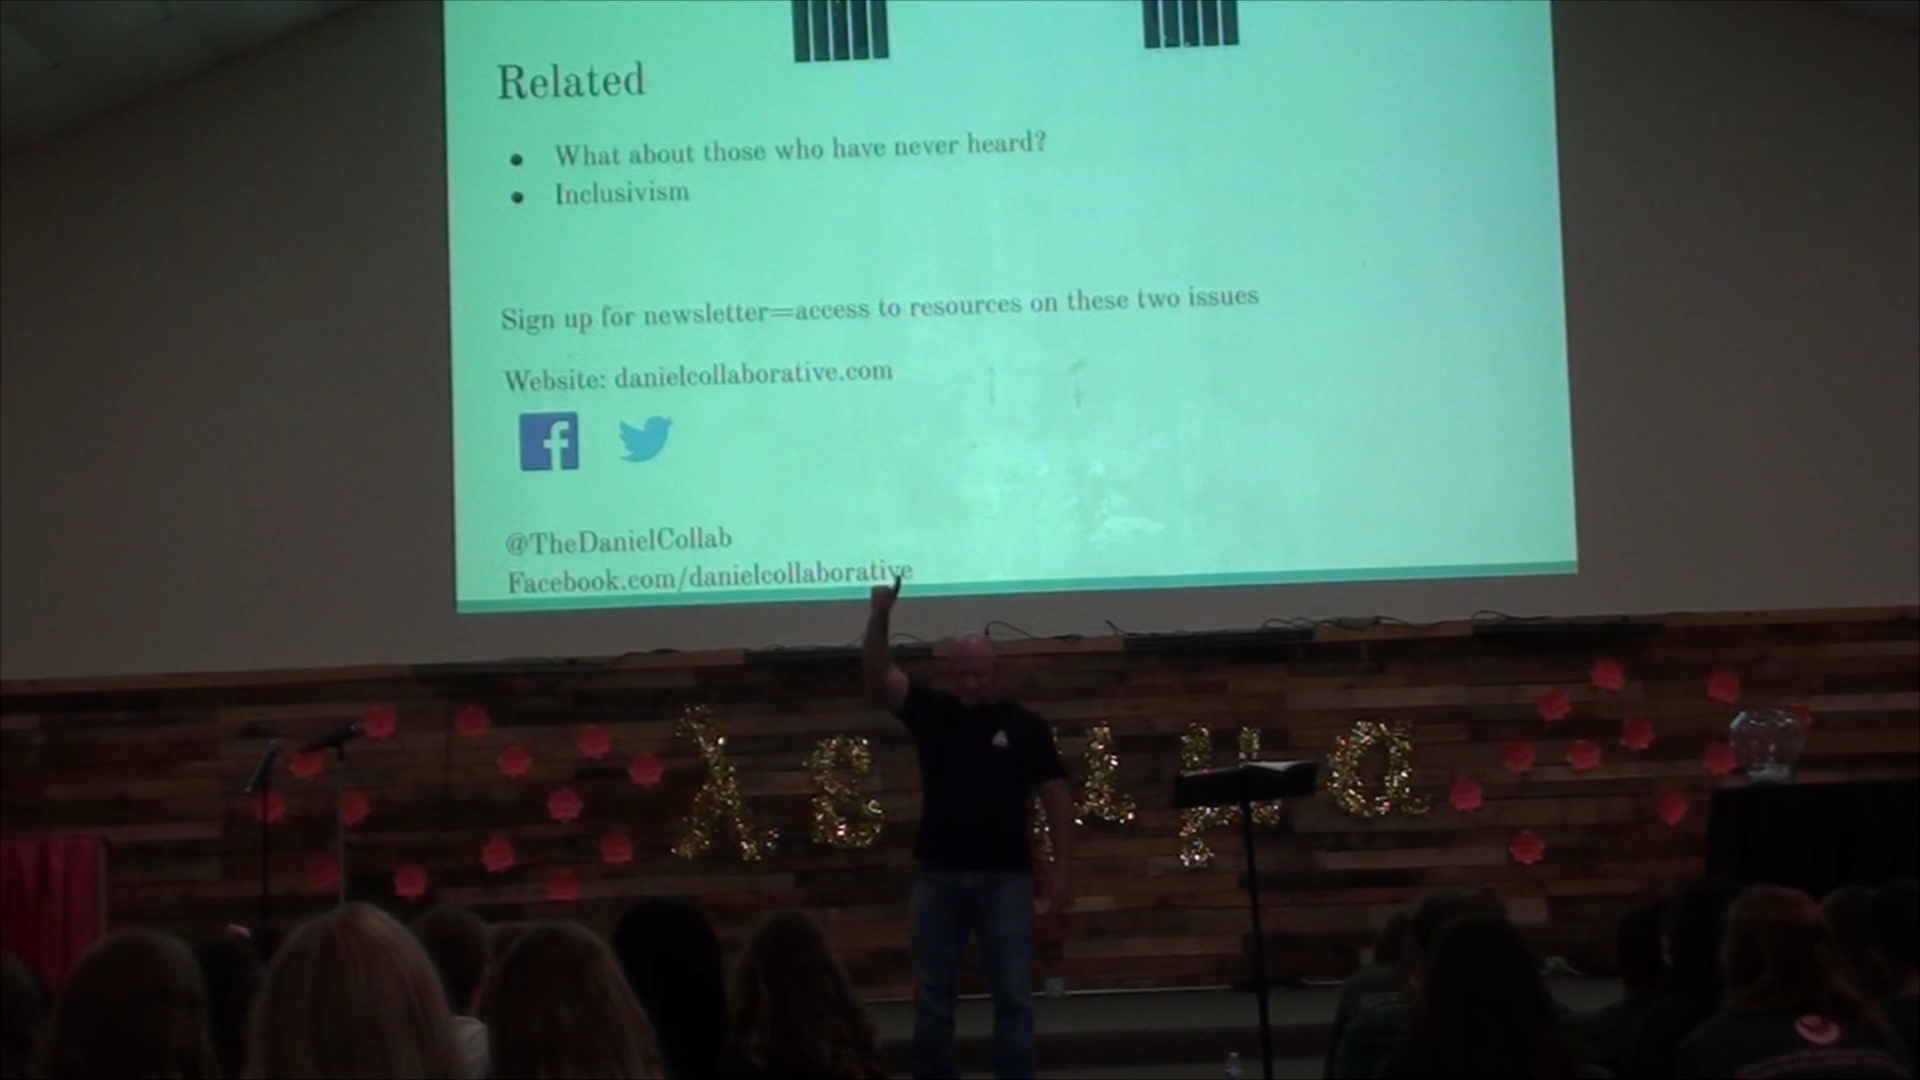 Related
What about those who have never heard?
Inclusivism
Sign up for newsletter=access to resources on these two issues
Website: danielcollaborative.com
f
@TheDanielCollab
Facebook.com/danielcollaborative